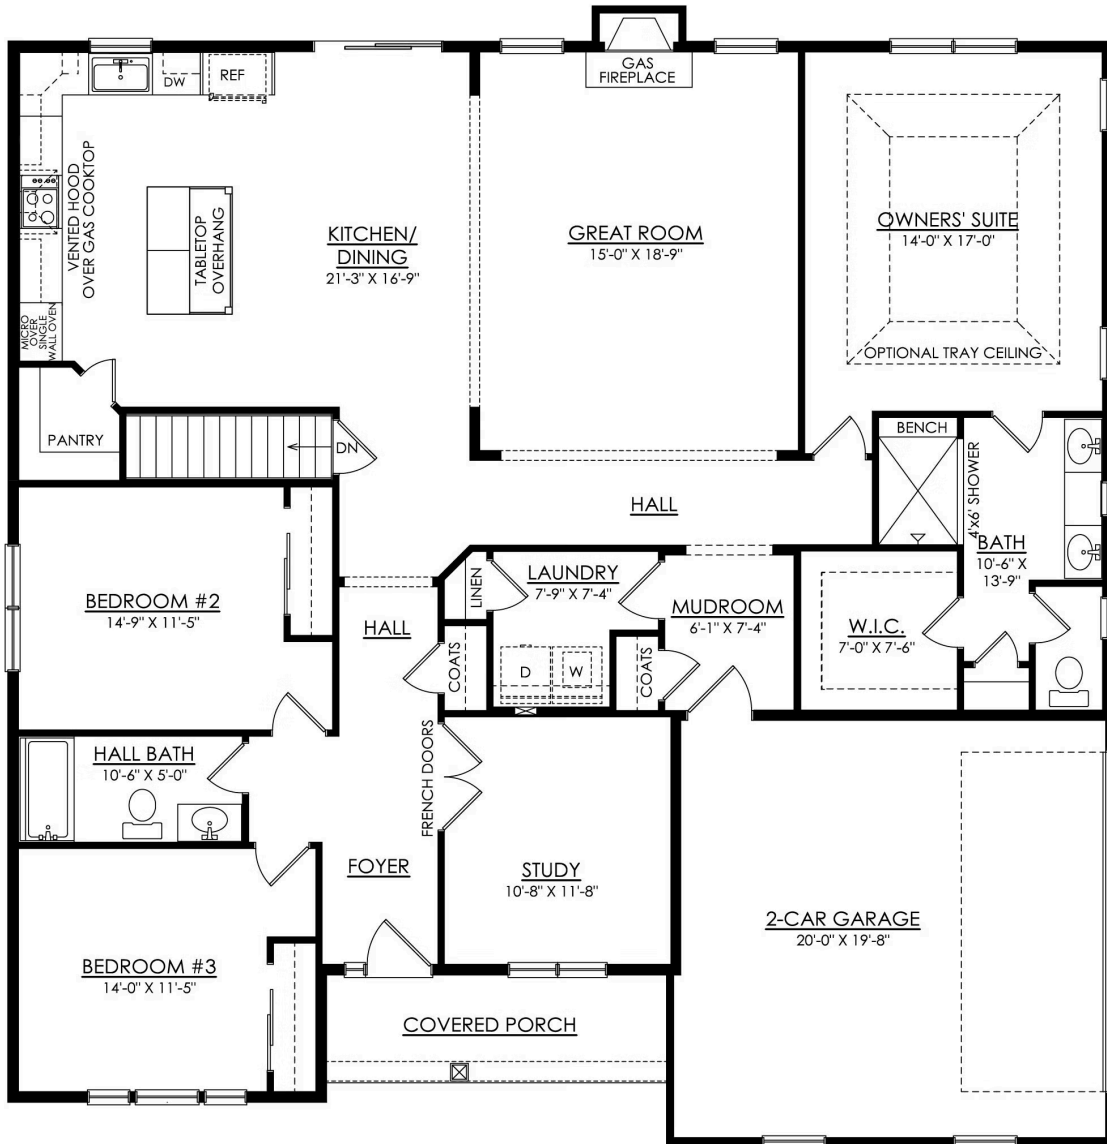 GAS
FIREPLACE
DW
REF
VENTED HOOD
OVER GAS COOKTOP
TABLETOP
OVERHANG
KITCHEN/
DINING
21'-3" X 16'-9"
GREAT ROOM
15'-0" X 18'-9"
OWNERS' SUITE
14'-0" X 17'-0"
OPTIONAL TRAY CEILING
MICRO
OVER
SINGLE
WALL OVEN
PANTRY
DN
BENCH
4'x6' SHOWER
HALL
BATH
10'-6" X
13'-9"
LINEN
LAUNDRY
7'-9" X 7'-4"
MUDROOM
6'-1" X 7'-4"
W.I.C.
7'-0" X 7'-6"
BEDROOM #2
14'-9" X 11'-5"
HALL
COATS
D
W
COATS
HALL BATH
10'-6" X 5'-0"
FRENCH DOORS
FOYER
STUDY
10'-8" X 11'-8"
2-CAR GARAGE
20'-0" X 19'-8"
BEDROOM #3
14'-0" X 11'-5"
COVERED PORCH